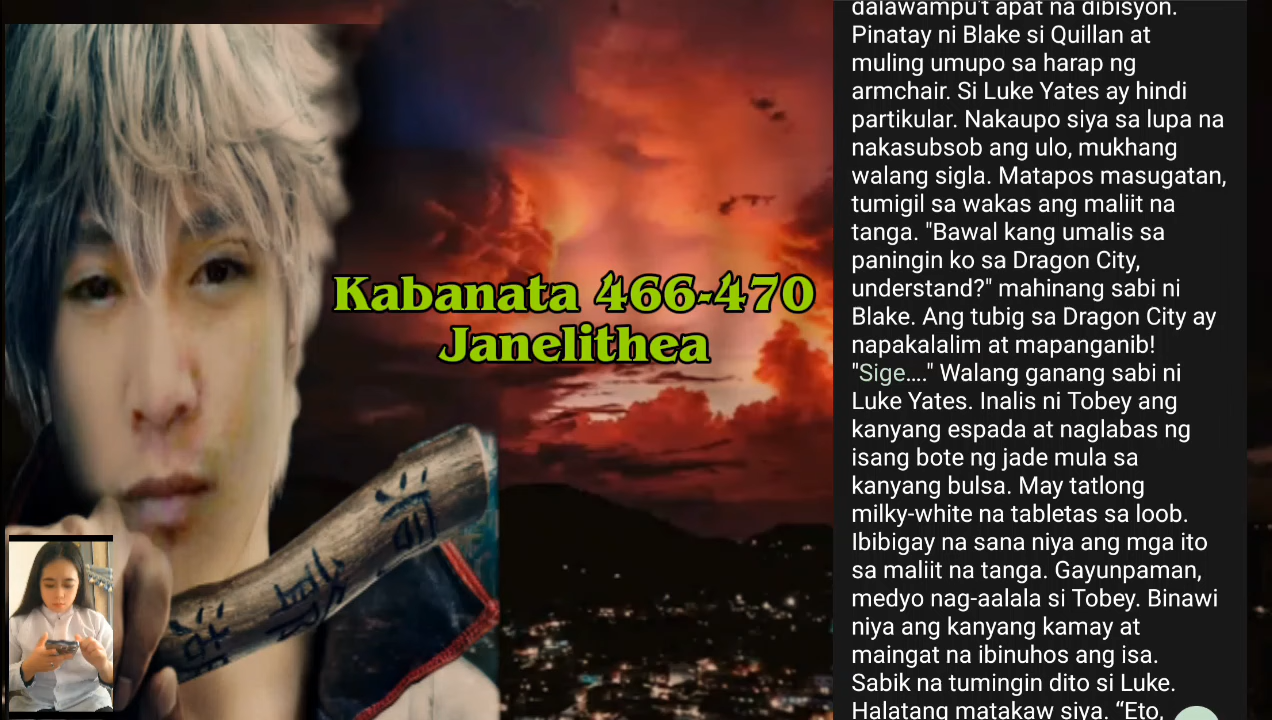 Kabanata 466-470
Janelithea
dalawampu't apat na dibisyon.
Pinatay ni Blake si Quillan at
muling umupo sa harap ng
armchair. Si Luke Yates ay hindi
partikular. Nakaupo siya sa lupa na
nakasubsob ang ulo, mukhang
walang sigla. Matapos masugatan,
tumigil sa wakas ang maliit na
tanga. "Bawal kang umalis sa
paningin ko sa Dragon City,
understand?" mahinang sabi ni
Blake. Ang tubig sa Dragon City ay
napakalalim at mapanganib!
"Sige...." Walang ganang sabi ni
Luke Yates. Inalis ni Tobey ang
kanyang espada at naglabas ng
isang bote ng jade mula sa
kanyang bulsa. May tatlong
milky-white na tabletas sa loob.
Ibibigay na sana niya ang mga ito
sa maliit na tanga. Gayunpaman,
medyo nag-aalala si Tobey. Binawi
niya ang kanyang kamay at
maingat na ibinuhos ang isa.
Sabik na tumingin dito si Luke.
Halatang matakaw siya. “Eto,